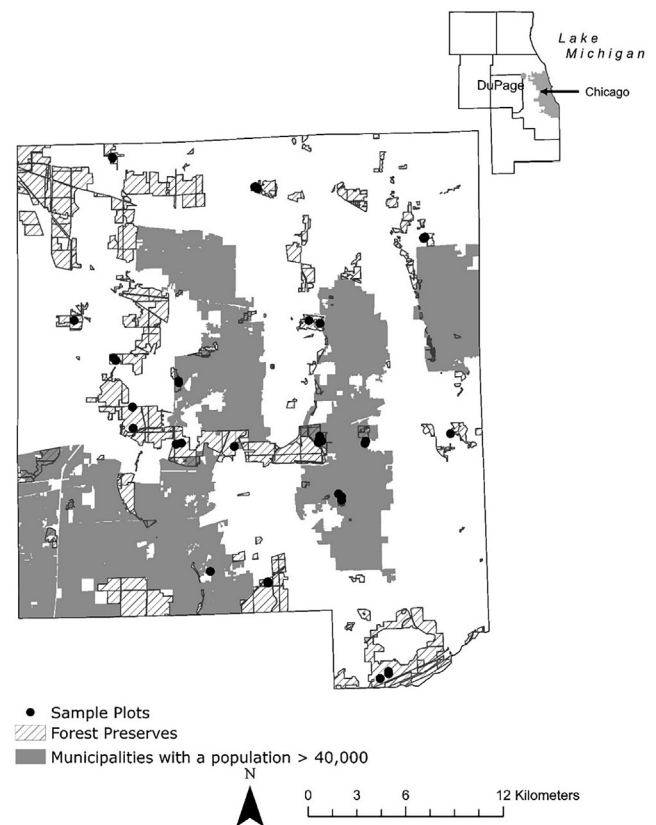 Lake
Michigan
DuPage
Chicago
Sample Plots
Forest Preserves
Municipalities with a population > 40,000
N
0 3 6 12 Kilometers